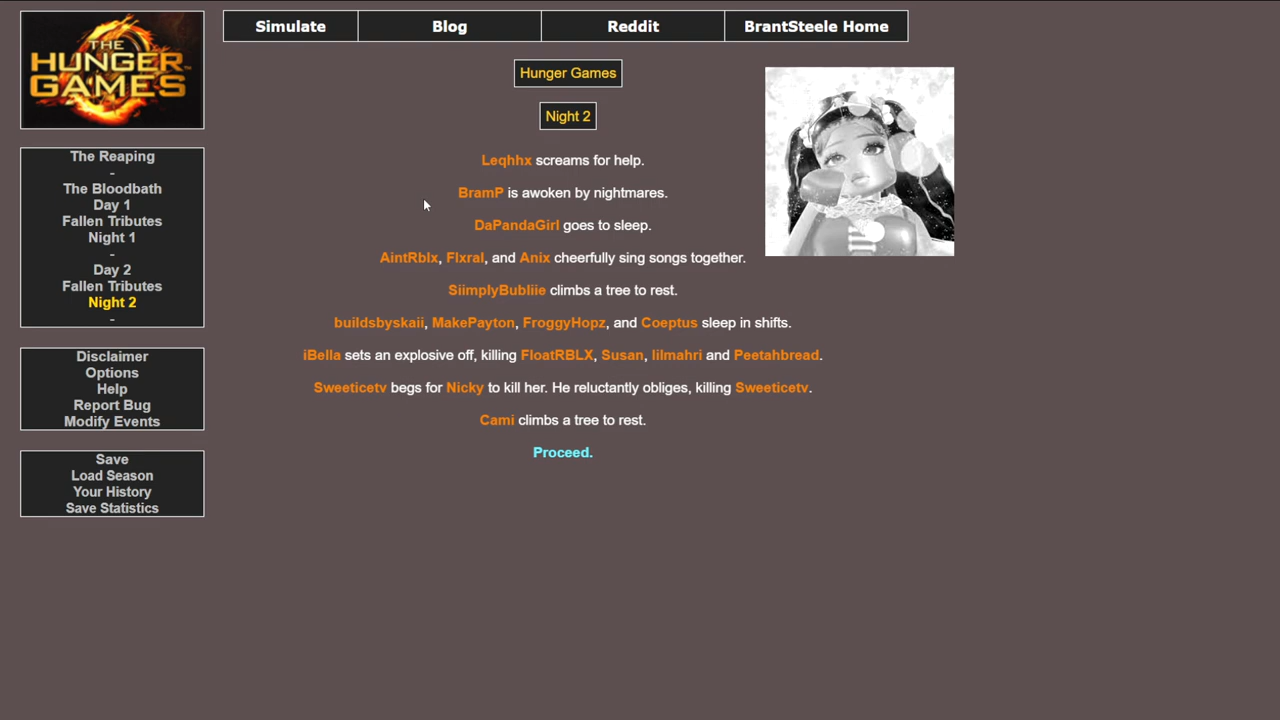 Simulate
Blog
Reddit
BrantSteele Home
THE
HUNGER
GAMES
Hunger Games
Night 2
The Reaping
-
The Bloodbath
Day 1
Fallen Tributes
Night 1
-
Day 2
Fallen Tributes
Night 2
-
Disclaimer
Options
Help
Report Bug
Modify Events
Save
Load Season
Your History
Save Statistics
Leqhhx screams for help.
BramP is awoken by nightmares.
DaPandaGirl goes to sleep.
AintRblx, Flxral, and Anix cheerfully sing songs together.
SiimplyBubliie climbs a tree to rest.
buildsbyskaii, MakePayton, FroggyHopz, and Coeptus sleep in shifts.
iBella sets an explosive off, killing FloatRBLX, Susan, lilmahri and Peetahbread.
Sweeticetv begs for Nicky to kill her. He reluctantly obliges, killing Sweeticetv.
Cami climbs a tree to rest.
Proceed.